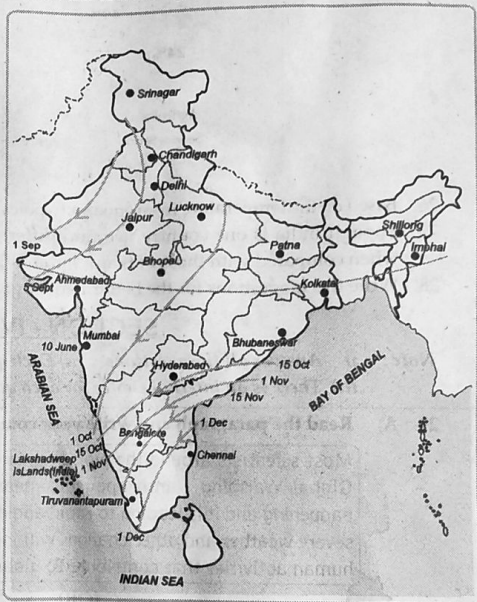 Srinagar
Chandigarh
Delhi
Jaipur
Lucknow
Shillong
Imphal
Patna
1 Sep
Bhopal
Ahmedabad
5 Sept
Kolkata
Mumbai
10 June
Bhubaneswar
Hyderabad
15 Oct
1 Nov
15 Nov
ARABIAN SEA
BAY OF BENGAL
1 Dec
1 Oct
Bangalore
15 Oct
Chennai
Lakshadweep
IsLands(India)
1 Nov
Tiruvanantapuram
1 Dec
INDIAN SEA